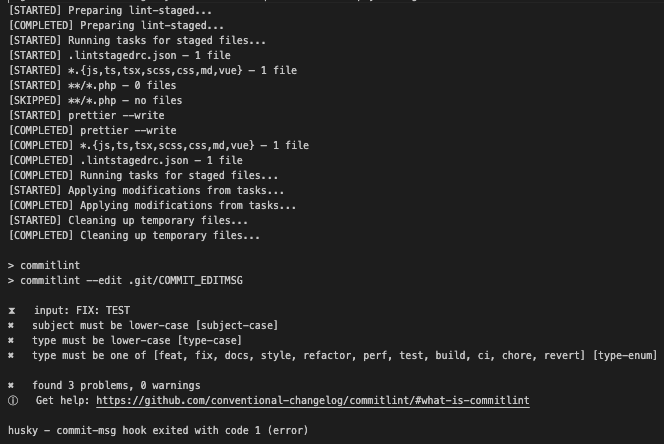 [STARTED] Preparing lint-staged...
[COMPLETED] Preparing lint-staged...
[STARTED] Running tasks for staged files...
[STARTED] .lintstagedrc.json — 1 file
[STARTED] *.{js,ts,tsx,scss,css,md,vue} — 1 file
[STARTED] **/*.php — 0 files
[SKIPPED] **/*.php — no files
[STARTED] prettier --write
[COMPLETED] prettier --write
[COMPLETED] *.{js,ts,tsx,scss,css,md,vue} — 1 file
[COMPLETED] .lintstagedrc.json — 1 file
[COMPLETED] Running tasks for staged files...
[STARTED] Applying modifications from tasks...
[COMPLETED] Applying modifications from tasks...
[STARTED] Cleaning up temporary files...
[COMPLETED] Cleaning up temporary files...
> commitlint
> commitlint --edit .git/COMMIT_EDITMSG
⧗ input: FIX: TEST
✖ subject must be lower-case [subject-case]
✖ type must be lower-case [type-case]
✖ type must be one of [feat, fix, docs, style, refactor, perf, test, build, ci, chore, revert] [type-enum]
✖ found 3 problems, 0 warnings
ⓘ Get help: https://github.com/conventional-changelog/commitlint/#what-is-commitlint
husky - commit-msg hook exited with code 1 (error)